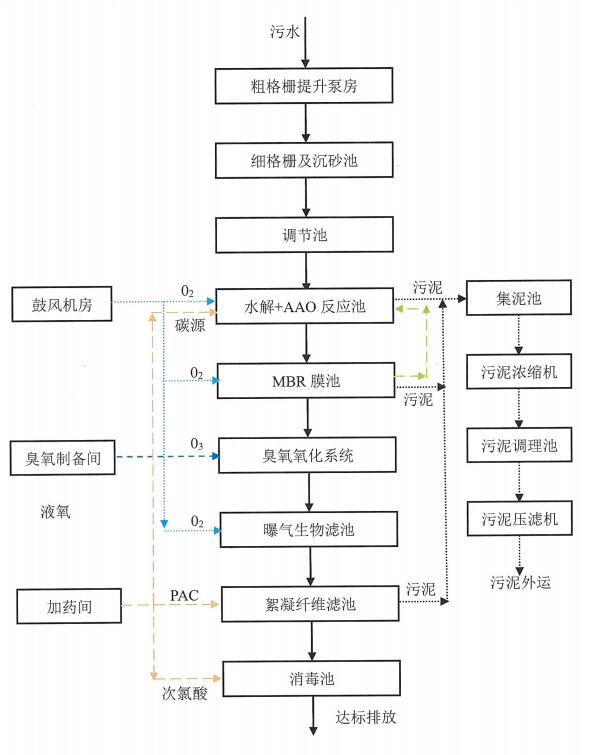 污水
粗格栅提升泵房
细格栅及沉砂池
调节池
鼓风机房
O₂
碳源
水解+AAO 反应池
污泥
集泥池
O₂
MBR 膜池
污泥
污泥浓缩机
臭氧制备间
O₃
臭氧氧化系统
污泥调理池
液氧
O₂
曝气生物滤池
污泥压滤机
污泥外运
加药间
PAC
絮凝纤维滤池
污泥
次氯酸
消毒池
达标排放